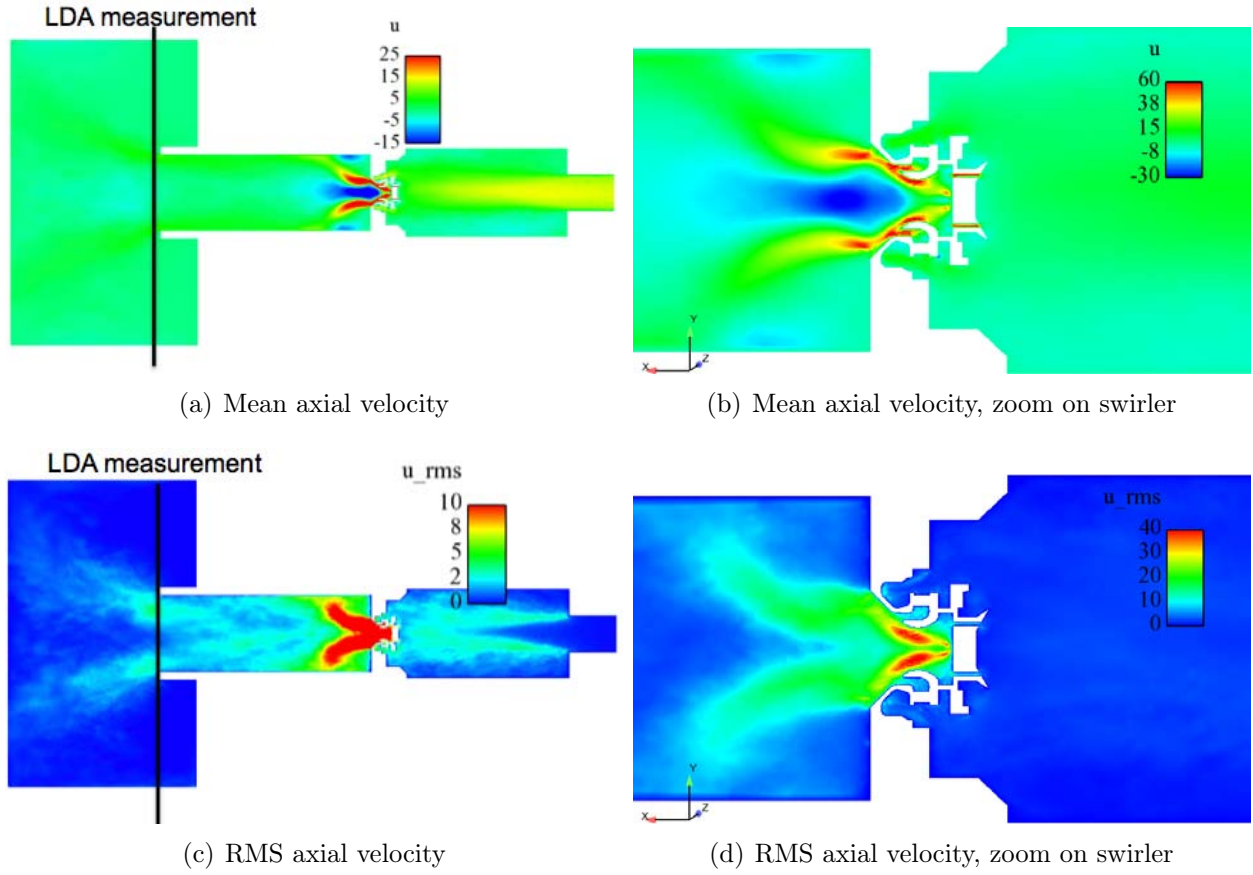 LDA measurement
u
25
15
5
-5
-15
u
60
38
15
-8
-30
Y
X
Z
(a) Mean axial velocity
(b) Mean axial velocity, zoom on swirler
LDA measurement
u_rms
10
8
5
2
0
u_rms
40
30
20
10
0
Y
X
Z
(c) RMS axial velocity
(d) RMS axial velocity, zoom on swirler